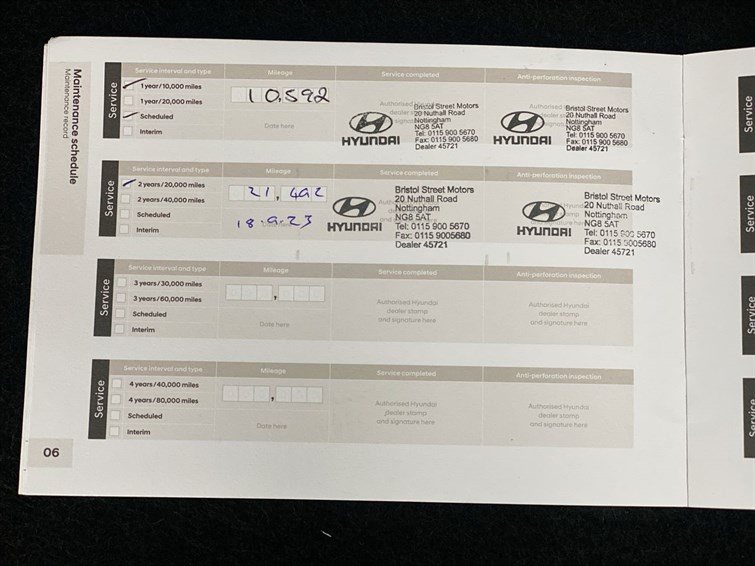 Maintenance schedule
Maintenance record
Service
Service interval and type Mileage Service completed Anti-perforation inspection
1 year/10,000 miles
1 year/20,000 miles
Scheduled
Interim
10,592
Date here
Authorised
HYUNDAI
Bristol Street Motors
20 Nuthall Road
Nottingham
NG8 5AT
Tel: 0115 900 5670
Fax: 0115 900 5680
Dealer 45721
Authorised
HYUNDAI
Bristol Street Motors
20 Nuthall Road
Nottingham
NG8 5AT
Tel: 0115 900 5670
Fax: 0115 900 5680
Dealer 45721
Service
Service interval and type Mileage Service completed Anti-perforation inspection
2 years/20,000 miles
2 years/40,000 miles
Scheduled
Interim
21,492
18.9.23
HYUNDAI
Bristol Street Motors
20 Nuthall Road
Nottingham
NG8 5AT
Tel: 0115 900 5670
Fax: 0115 9005680
Dealer 45721
HYUNDAI
Bristol Street Motors
20 Nuthall Road
Nottingham
NG8 5AT
Tel: 0115 900 5670
Fax: 0115 9005680
Dealer 45721
Service
Service interval and type Mileage Service completed Anti-perforation inspection
3 years/30,000 miles
3 years/60,000 miles
Scheduled
Interim
,
Date here
Authorised Hyundai
dealer stamp
and signature here
Authorised Hyundai
dealer stamp
and signature here
Service
Service interval and type Mileage Service completed Anti-perforation inspection
4 years/40,000 miles
4 years/80,000 miles
Scheduled
Interim
,
Date here
Authorised Hyundai
dealer stamp
and signature here
Authorised Hyundai
dealer stamp
and signature here
06
Service
Service
Service
Service